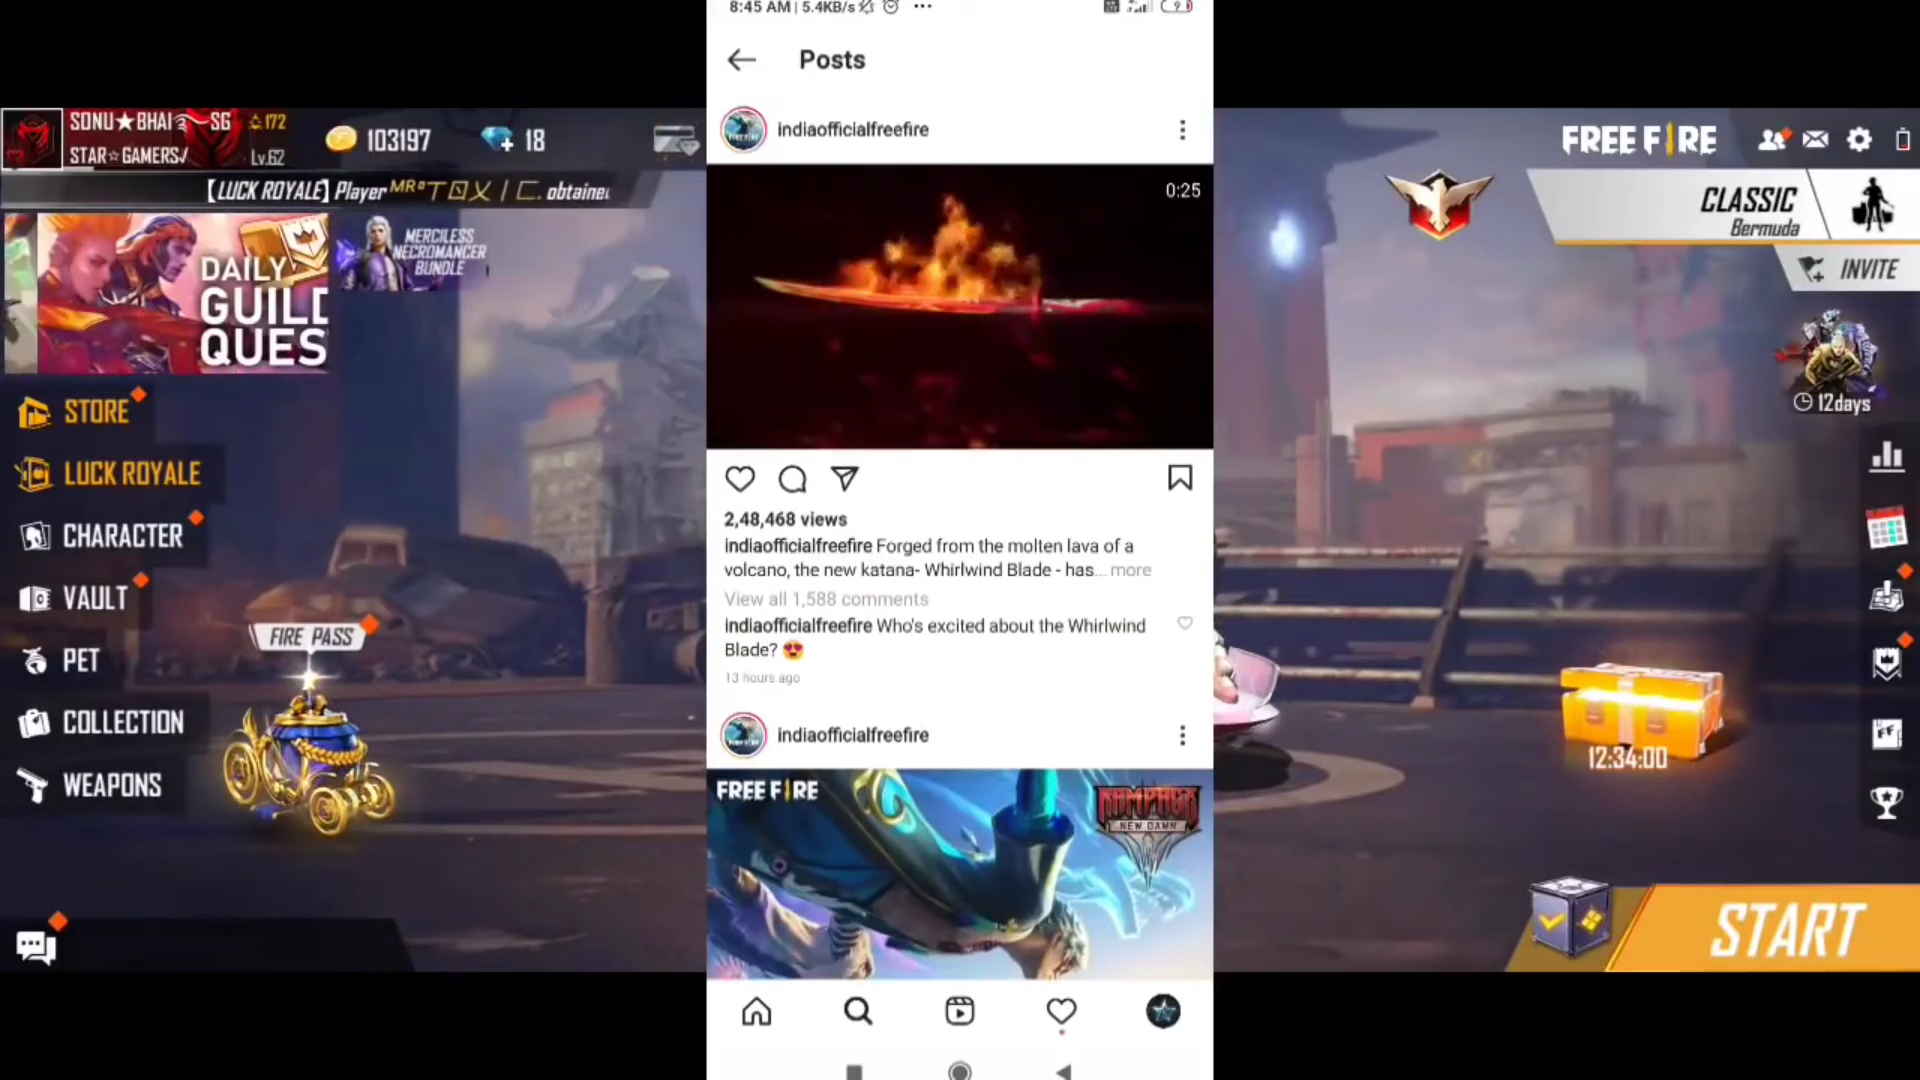 SONU★BHAI SG 172
STAR☆GAMERS√ Lv.62
103197
18
[LUCK ROYALE] Player MR obtained
DAILY
GUILD
QUES
MERCILESS
NECROMANCER
BUNDLE
STORE
LUCK ROYALE
CHARACTER
VAULT
PET
COLLECTION
WEAPONS
FIRE PASS
8:45 AM | 5.4KB/s
9
Posts
indiaofficialfreefire
0:25
2,48,468 views
indiaofficialfreefire Forged from the molten lava of a
volcano, the new katana- Whirlwind Blade - has... more
View all 1,588 comments
indiaofficialfreefire Who's excited about the Whirlwind
Blade? 😍
13 hours ago
indiaofficialfreefire
FREE FIRE
RAMPAGE
NEW DAWN
FREE FIRE
CLASSIC
Bermuda
INVITE
12days
FF
12:34:00
START